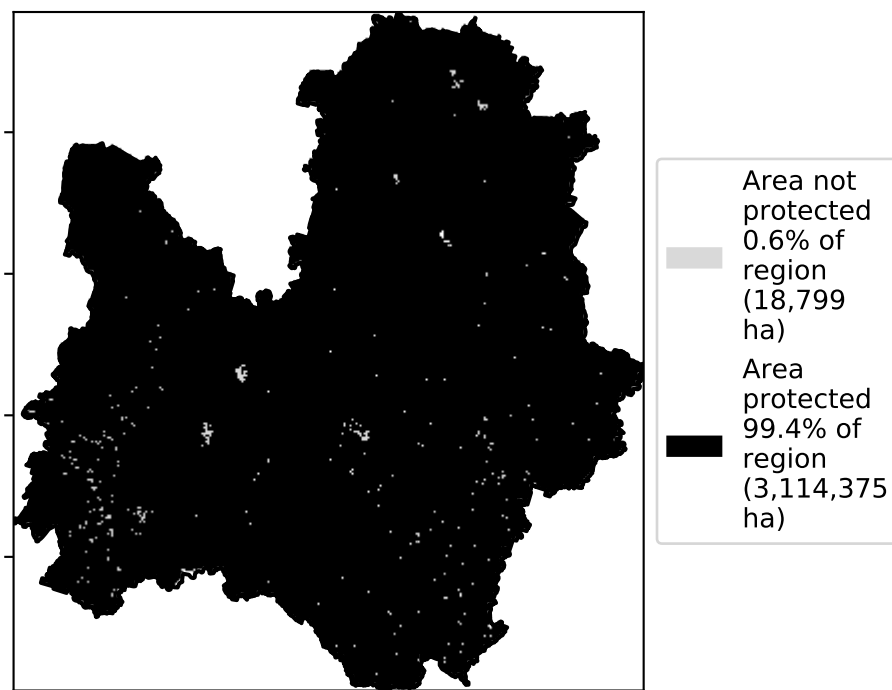 Area not
protected
0.6% of
region
(18,799
ha)
Area
protected
99.4% of
region
(3,114,375
ha)